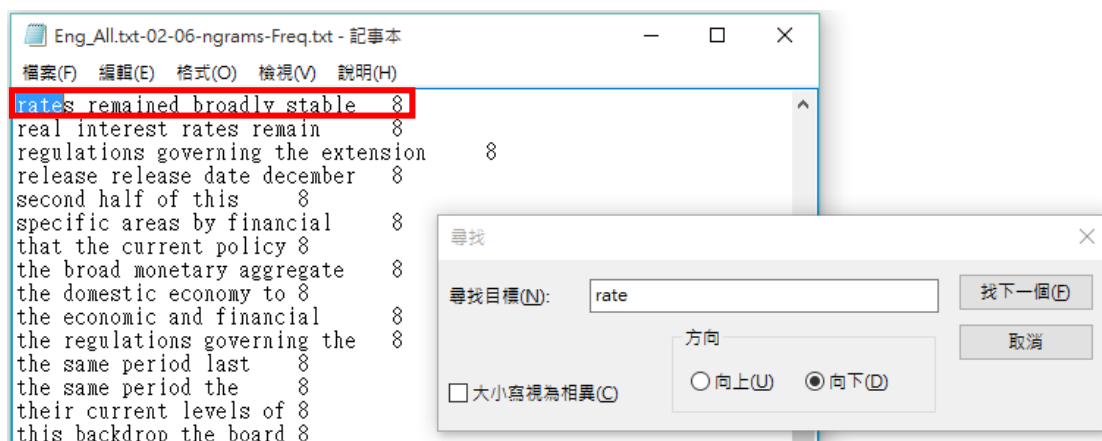 Eng_All.txt-02-06-ngrams-Freq.txt - 記事本
檔案(F) 編輯(E) 格式(O) 檢視(V) 說明(H)
rates remained broadly stable 8
real interest rates remain 8
regulations governing the extension 8
release release date december 8
second half of this 8
specific areas by financial 8
that the current policy 8
the broad monetary aggregate 8
the domestic economy to 8
the economic and financial 8
the regulations governing the 8
the same period last 8
the same period the 8
their current levels of 8
this backdrop the board 8
尋找
尋找目標(N): rate
找下一個(F)
方向
取消
大小寫視為相異(C)
向上(U) 向下(D)